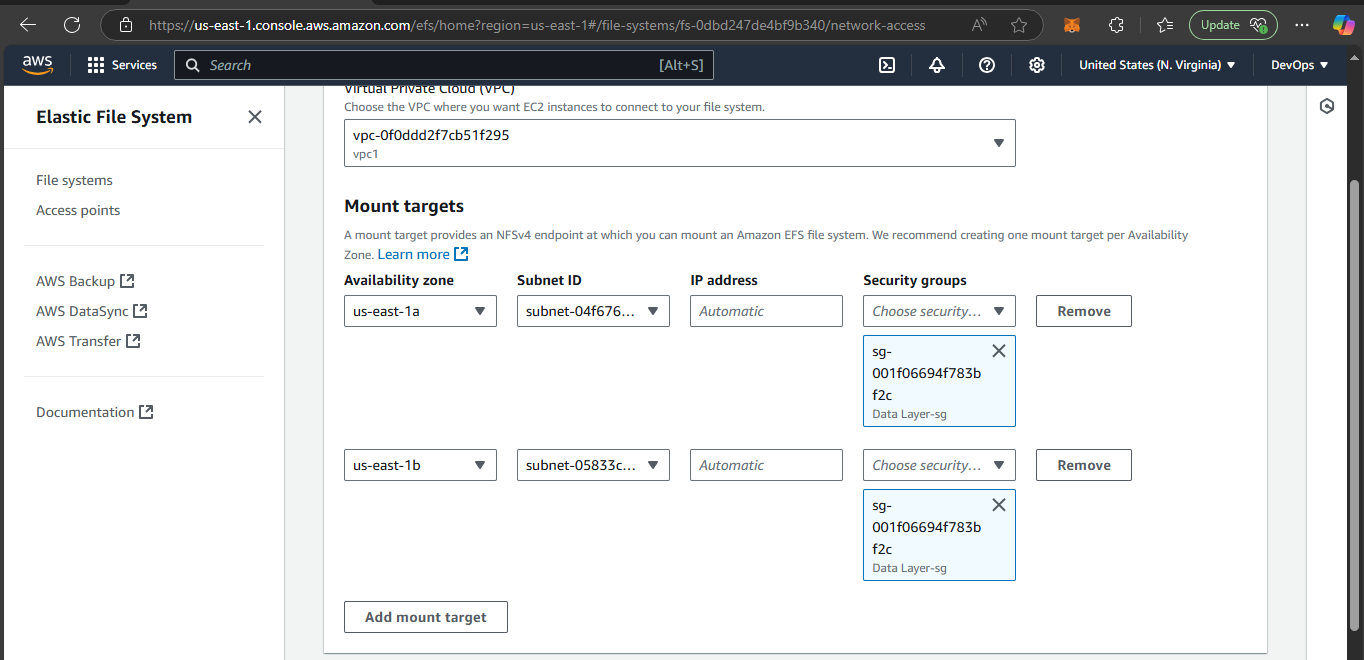 https://us-east-1.console.aws.amazon.com/efs/home?region=us-east-1#/file-systems/fs-0dbd247de4bf9b340/network-access
Update
aws
Services
Search
[Alt+S]
United States (N. Virginia)
DevOps
Elastic File System
File systems
Access points
AWS Backup
AWS DataSync
AWS Transfer
Documentation
Virtual Private Cloud (VPC)
Choose the VPC where you want EC2 instances to connect to your file system.
vpc-0f0ddd2f7cb51f295
vpc1
Mount targets
A mount target provides an NFSv4 endpoint at which you can mount an Amazon EFS file system. We recommend creating one mount target per Availability
Zone. Learn more
Availability zone Subnet ID IP address Security groups
us-east-1a subnet-04f676... Automatic Choose security... Remove
sg-
001f06694f783b
f2c
Data Layer-sg
us-east-1b subnet-05833c... Automatic Choose security... Remove
sg-
001f06694f783b
f2c
Data Layer-sg
Add mount target